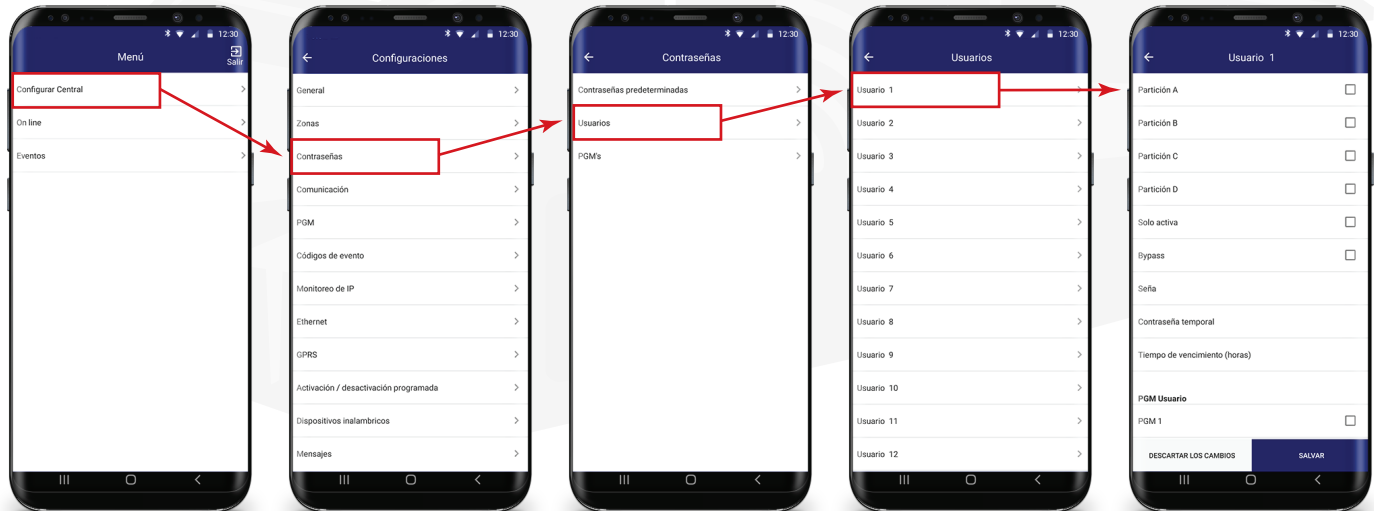 12:30
Menú
Salir
Configurar Central
On line
Eventos
12:30
Configuraciones
General
Zonas
Contraseñas
Comunicación
PGM
Códigos de evento
Monitoreo de IP
Ethernet
GPRS
Activación / desactivación programada
Dispositivos inalambricos
Mensajes
12:30
Contraseñas
Contraseñas predeterminadas
Usuarios
PGM's
12:30
Usuarios
Usuario 1
Usuario 2
Usuario 3
Usuario 4
Usuario 5
Usuario 6
Usuario 7
Usuario 8
Usuario 9
Usuario 10
Usuario 11
Usuario 12
12:30
Usuario 1
Partición A
Partición B
Partición C
Partición D
Solo activa
Bypass
Seña
Contraseña temporal
Tiempo de vencimiento (horas)
PGM Usuario
PGM 1
DESCARTAR LOS CAMBIOS SALVAR